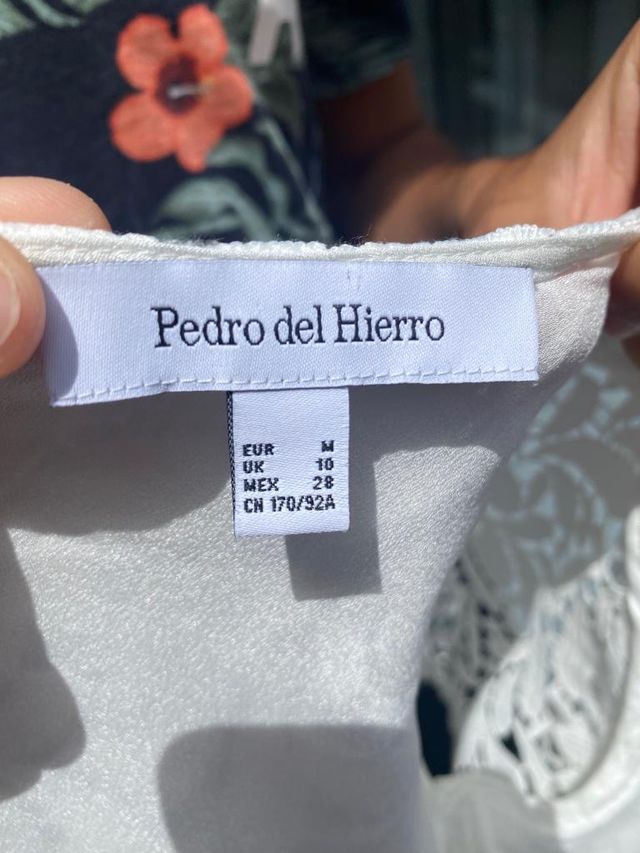 Pedro del Hierro
EUR M
UK 10
MEX 28
CN 170/92A